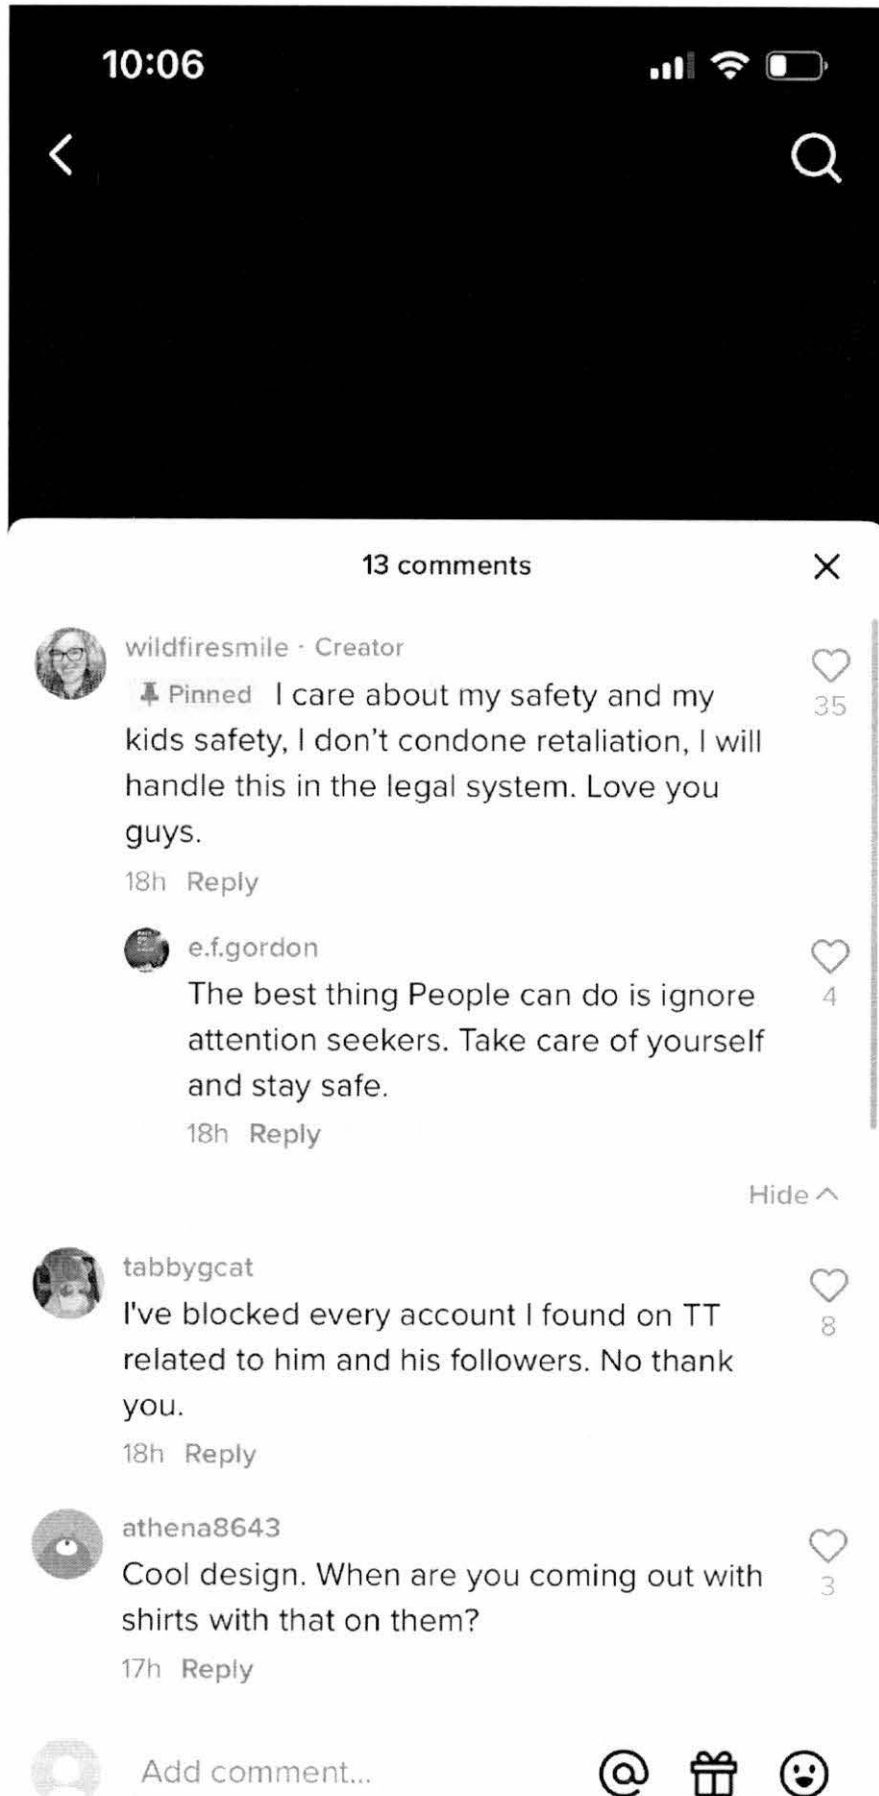 10:06
13 comments
wildfiresmile · Creator
Pinned I care about my safety and my
kids safety, I don't condone retaliation, I will
handle this in the legal system. Love you
guys.
35
18h Reply
e.f.gordon
The best thing People can do is ignore
attention seekers. Take care of yourself
and stay safe.
4
18h Reply
Hide
tabbygcat
I've blocked every account I found on TT
related to him and his followers. No thank
you.
8
18h Reply
athena8643
Cool design. When are you coming out with
shirts with that on them?
3
17h Reply
Add comment...